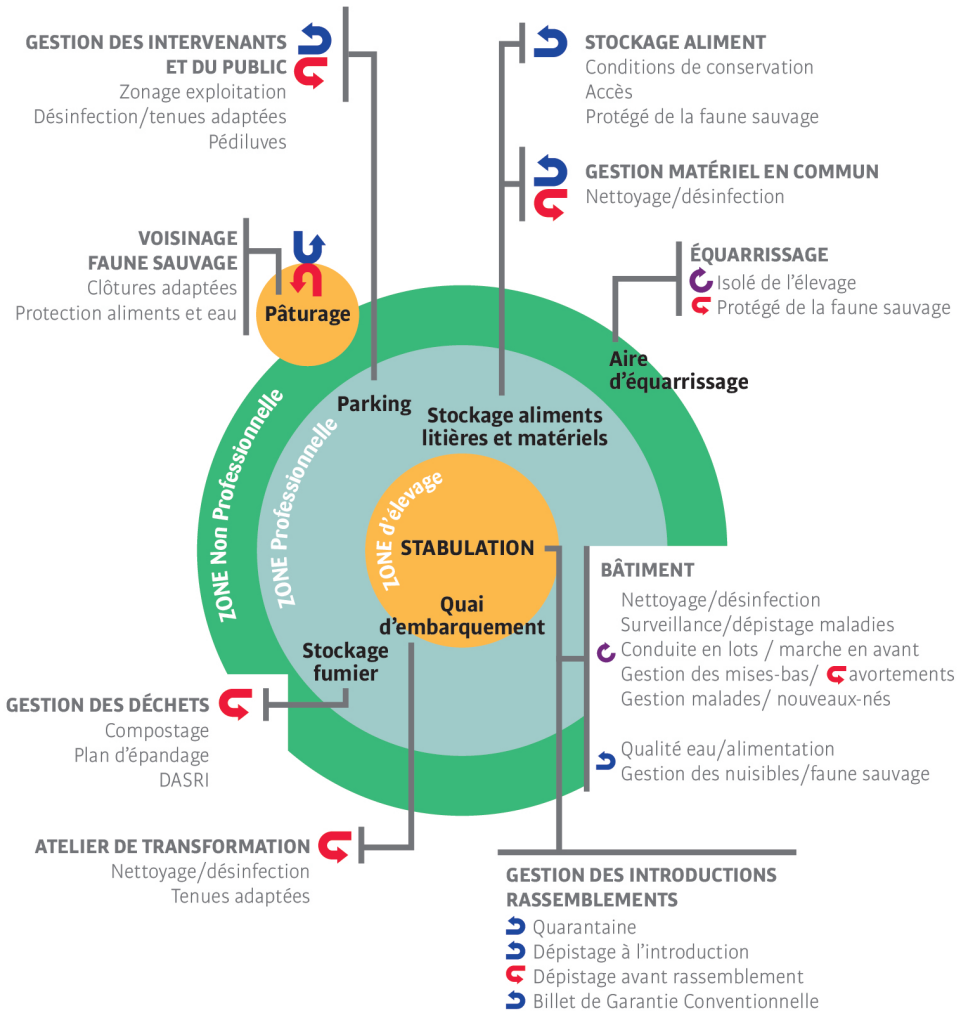 GESTION DES INTERVENANTS
ET DU PUBLIC
Zonage exploitation
Désinfection/tenues adaptées
Pédiluves
STOCKAGE ALIMENT
Conditions de conservation
Accès
Protégé de la faune sauvage
GESTION MATÉRIEL EN COMMUN
Nettoyage/désinfection
VOISINAGE
FAUNE SAUVAGE
Clôtures adaptées
Protection aliments et eau
Pâturage
ÉQUARRISSAGE
Isolé de l'élevage
Protégé de la faune sauvage
Aire
d'équarrissage
Parking
Stockage aliments
litières et matériels
ZONE Non Professionnelle
ZONE Professionnelle
ZONE d'élevage
STABULATION
Quai
d'embarquement
Stockage
fumier
BÂTIMENT
Nettoyage/désinfection
Surveillance/dépistage maladies
Conduite en lots / marche en avant
Gestion des mises-bas/ avortements
Gestion malades/ nouveaux-nés
Qualité eau/alimentation
Gestion des nuisibles/faune sauvage
GESTION DES DÉCHETS
Compostage
Plan d'épandage
DASRI
ATELIER DE TRANSFORMATION
Nettoyage/désinfection
Tenues adaptées
GESTION DES INTRODUCTIONS
RASSEMBLEMENTS
Quarantaine
Dépistage à l'introduction
Dépistage avant rassemblement
Billet de Garantie Conventionnelle